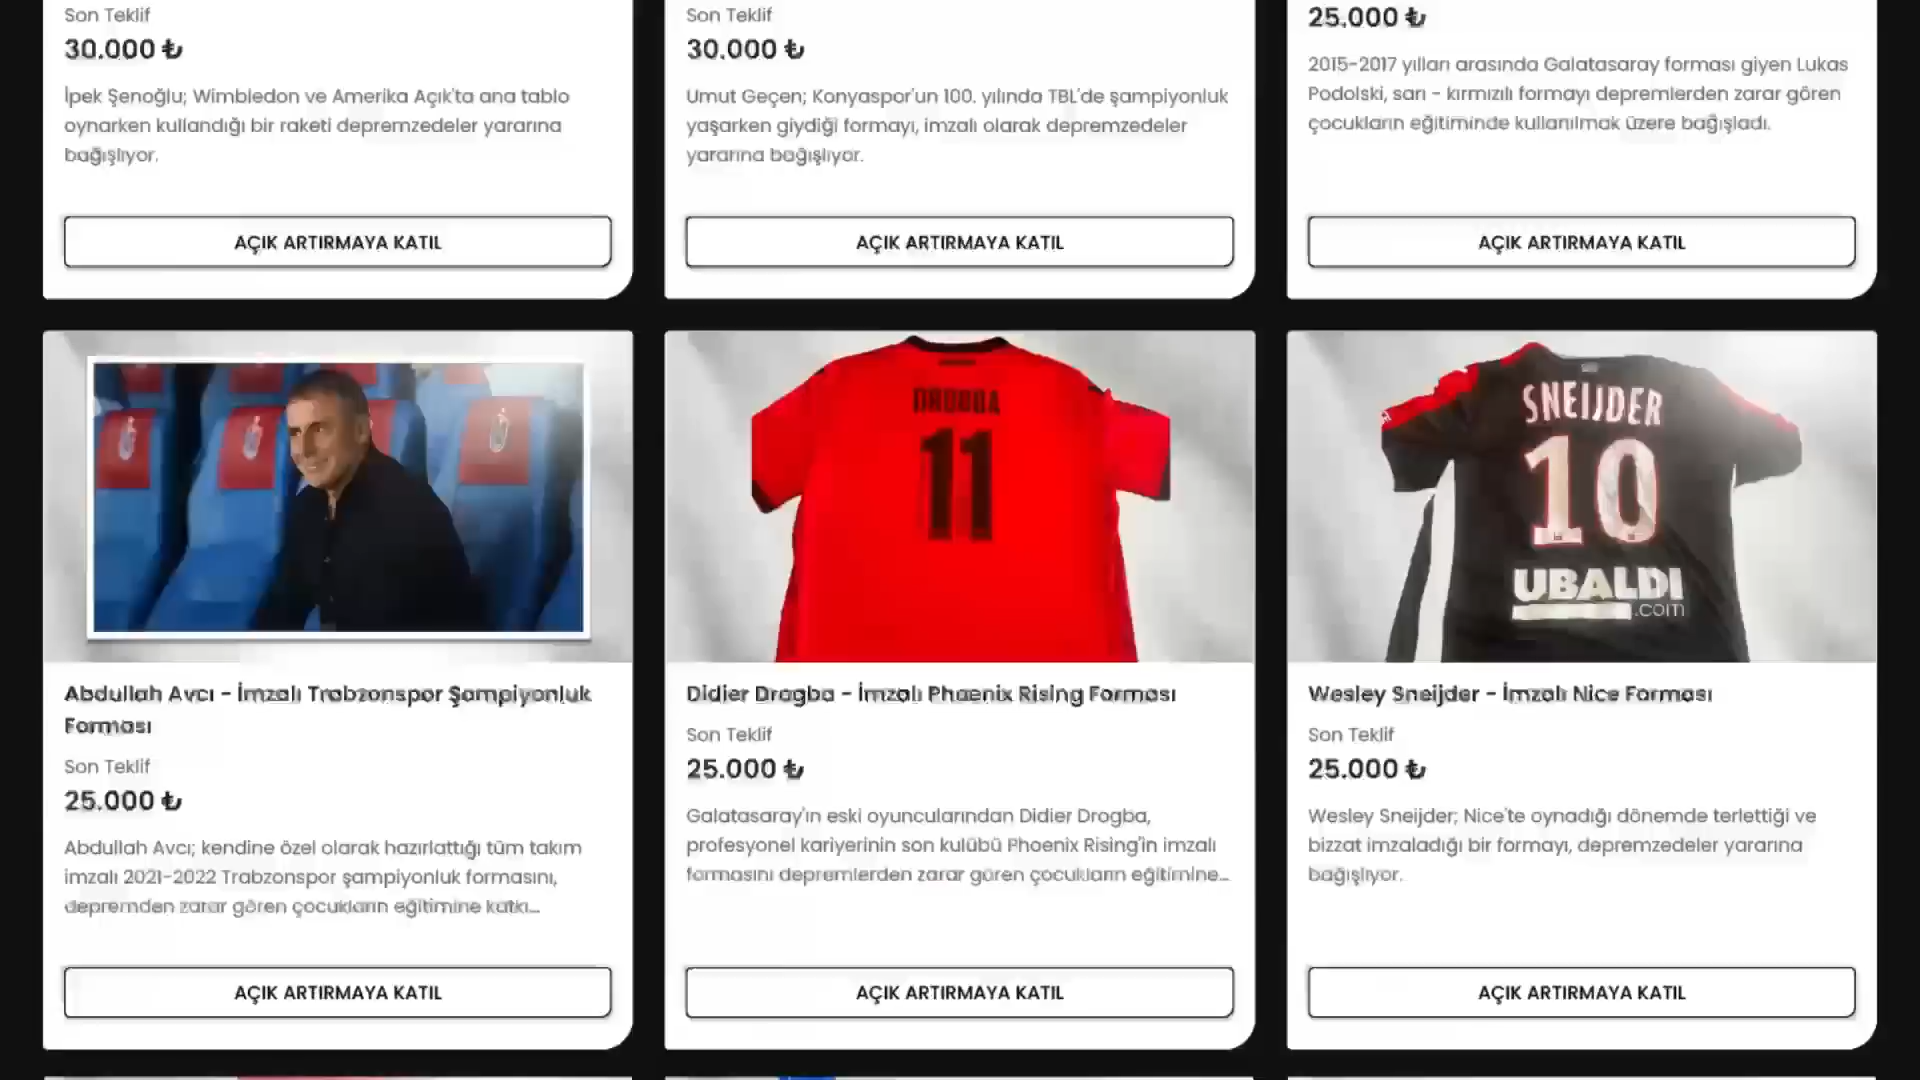 Son Teklif
30.000 ₺
İpek Şenoğlu; Wimbledon ve Amerika Açık'ta ana tablo
oynarken kullandığı bir raketi depremzedeler yararına
bağışlıyor.
AÇIK ARTIRMAYA KATIL
Son Teklif
30.000 ₺
Umut Geçen; Konyaspor'un 100. yılında TBL'de şampiyonluk
yaşarken giydiği formayı, imzalı olarak depremzedeler
yararına bağışlıyor.
AÇIK ARTIRMAYA KATIL
25.000 ₺
2015-2017 yılları arasında Galatasaray forması giyen Lukas
Podolski, sarı - kırmızılı formayı depremlerden zarar gören
çocukların eğitiminde kullanılmak üzere bağışladı.
AÇIK ARTIRMAYA KATIL
Abdullah Avcı - İmzalı Trabzonspor Şampiyonluk
Forması
Son Teklif
25.000 ₺
Abdullah Avcı; kendine özel olarak hazırlattığı tüm takım
imzalı 2021-2022 Trabzonspor şampiyonluk formasını,
depremden zarar gören çocukların eğitimine katkı...
AÇIK ARTIRMAYA KATIL
DROGBA
11
Didier Drogba - İmzalı Phoenix Rising Forması
Son Teklif
25.000 ₺
Galatasaray'ın eski oyuncularından Didier Drogba,
profesyonel kariyerinin son kulübü Phoenix Rising'in imzalı
formasını depremlerden zarar gören çocukların eğitimine...
AÇIK ARTIRMAYA KATIL
SNEIJDER
10
UBALDI
.com
Wesley Sneijder - İmzalı Nice Forması
Son Teklif
25.000 ₺
Wesley Sneijder; Nice'te oynadığı dönemde terlettiği ve
bizzat imzaladığı bir formayı, depremzedeler yararına
bağışlıyor.
AÇIK ARTIRMAYA KATIL